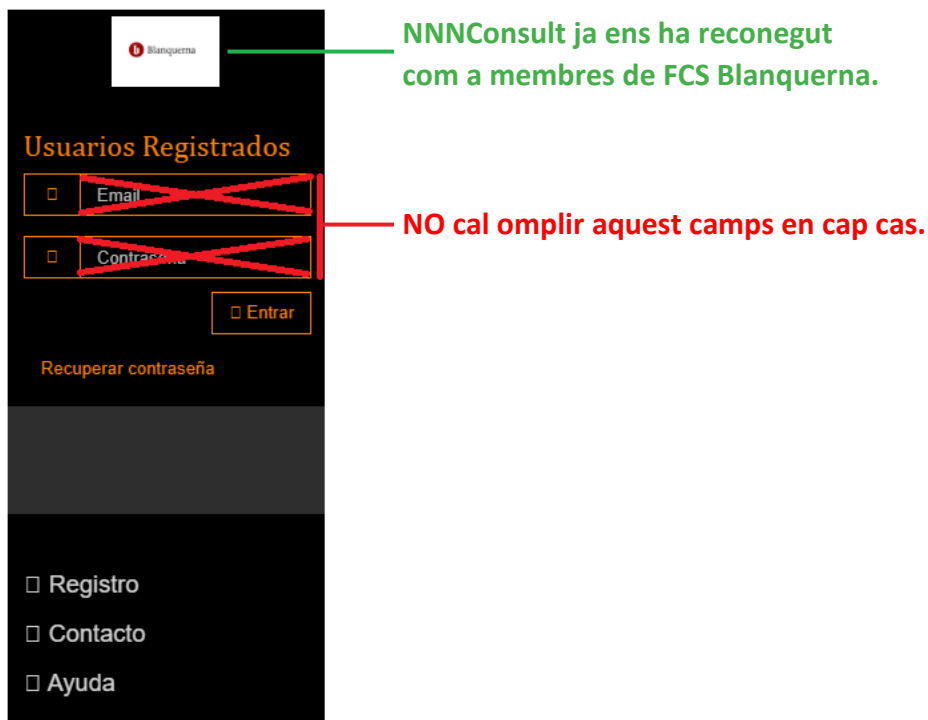 Blanquerna
NNNConsult ja ens ha reconegut
com a membres de FCS Blanquerna.
Usuarios Registrados
Email
NO cal omplir aquest camps en cap cas.
Contraseña
Entrar
Recuperar contraseña
Registro
Contacto
Ayuda